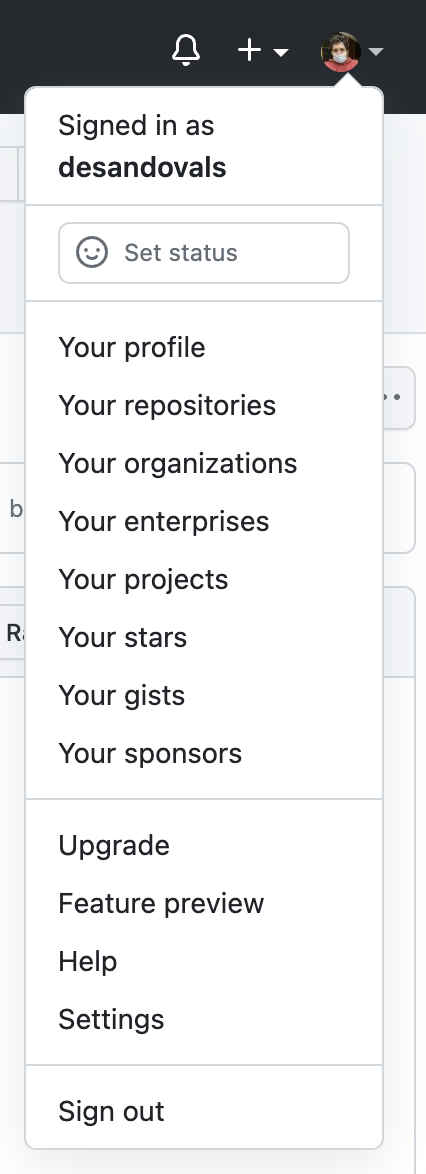 Signed in as
desandovals
Set status
Your profile
Your repositories
Your organizations
Your enterprises
Your projects
Your stars
Your gists
Your sponsors
Upgrade
Feature preview
Help
Settings
Sign out